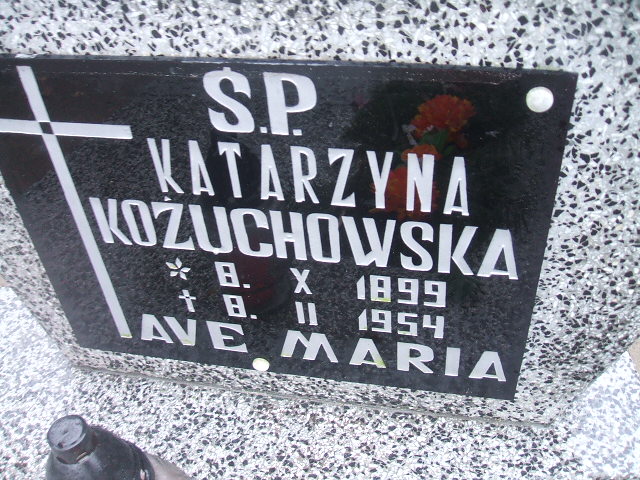 Ś.P.
KATARZYNA
KOŻUCHOWSKA
* 8. X 1899
† 8. II 1954
AVE MARIA